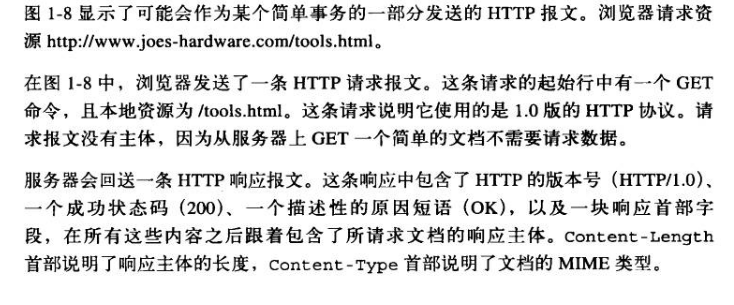 图 1-8 显示了可能会作为某个简单事务的一部分发送的 HTTP 报文。浏览器请求资
源 http://www.joes-hardware.com/tools.html。
在图 1-8 中，浏览器发送了一条 HTTP 请求报文。这条请求的起始行中有一个 GET
命令，且本地资源为 /tools.html。这条请求说明它使用的是 1.0 版的 HTTP 协议。请
求报文没有主体，因为从服务器上 GET 一个简单的文档不需要请求数据。
服务器会回送一条 HTTP 响应报文。这条响应中包含了 HTTP 的版本号（HTTP/1.0）、
一个成功状态码（200）、一个描述性的原因短语（OK），以及一块响应首部字
段，在所有这些内容之后跟着包含了所请求文档的响应主体。Content-Length
首部说明了响应主体的长度，Content-Type 首部说明了文档的 MIME 类型。